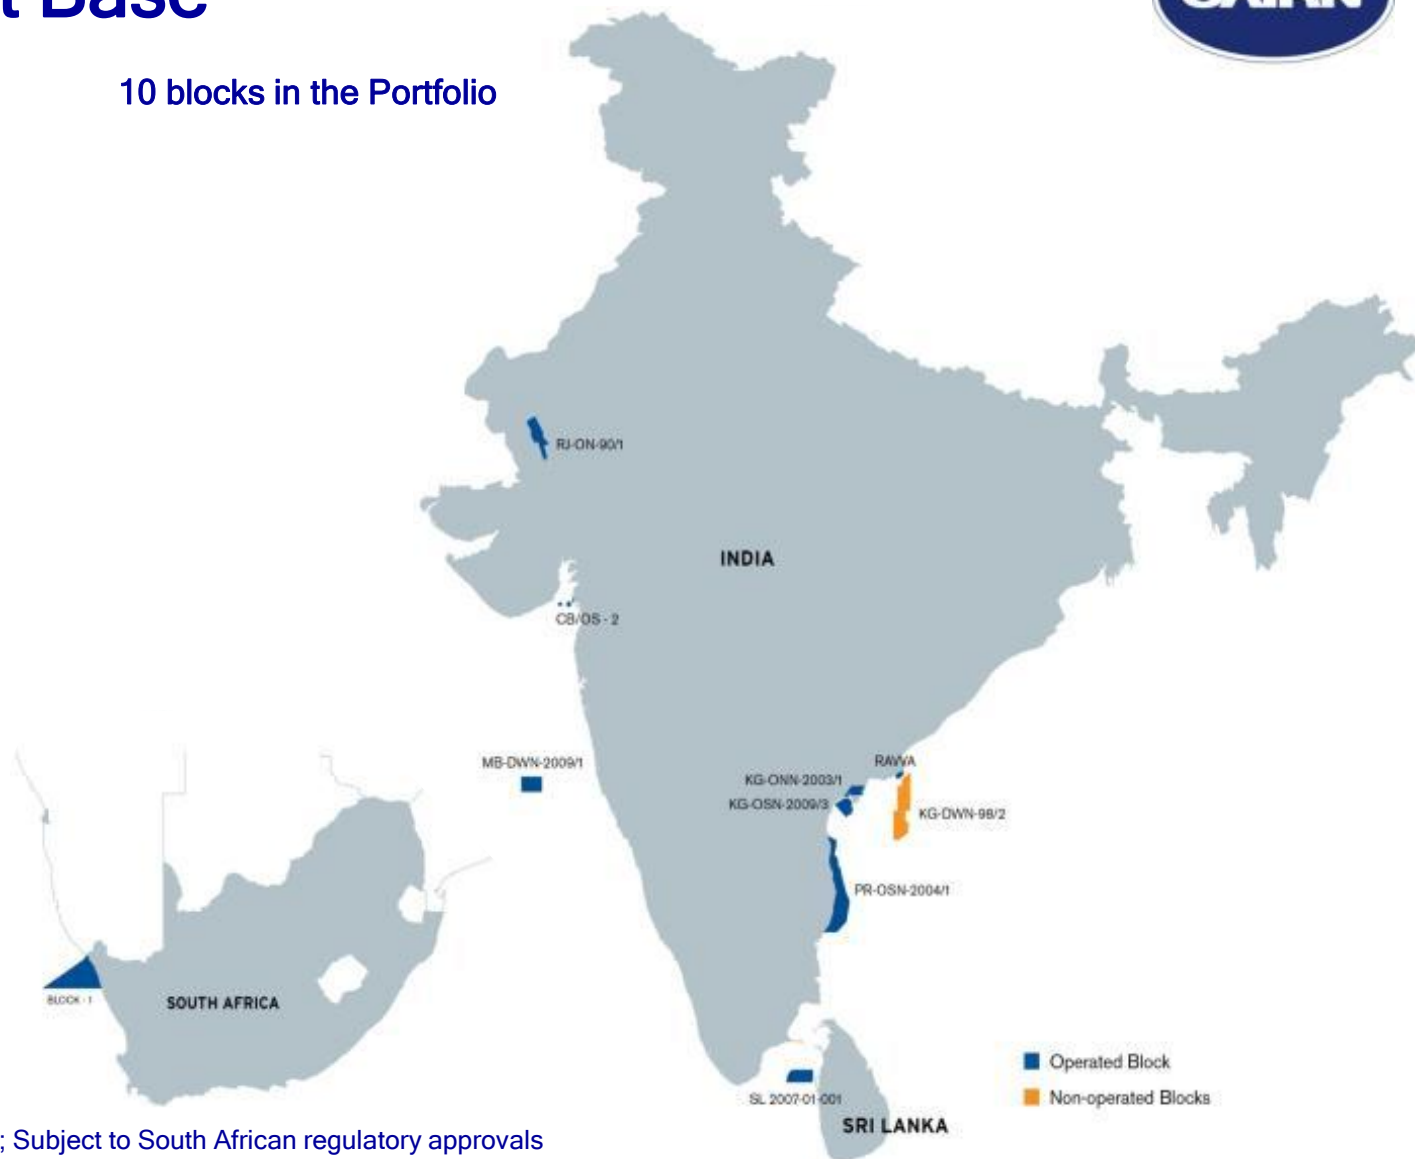 t Base
CAIRN
10 blocks in the Portfolio
RJ-ON-90/1
INDIA
CB/OS - 2
MB-DWN-2009/1
RAVVA
KG-ONN-2003/1
KG-OSN-2009/3
KG-DWN-98/2
PR-OSN-2004/1
BLOCK - 1
SOUTH AFRICA
Operated Block
SL 2007-01-001
Non-operated Blocks
SRI LANKA
; Subject to South African regulatory approvals